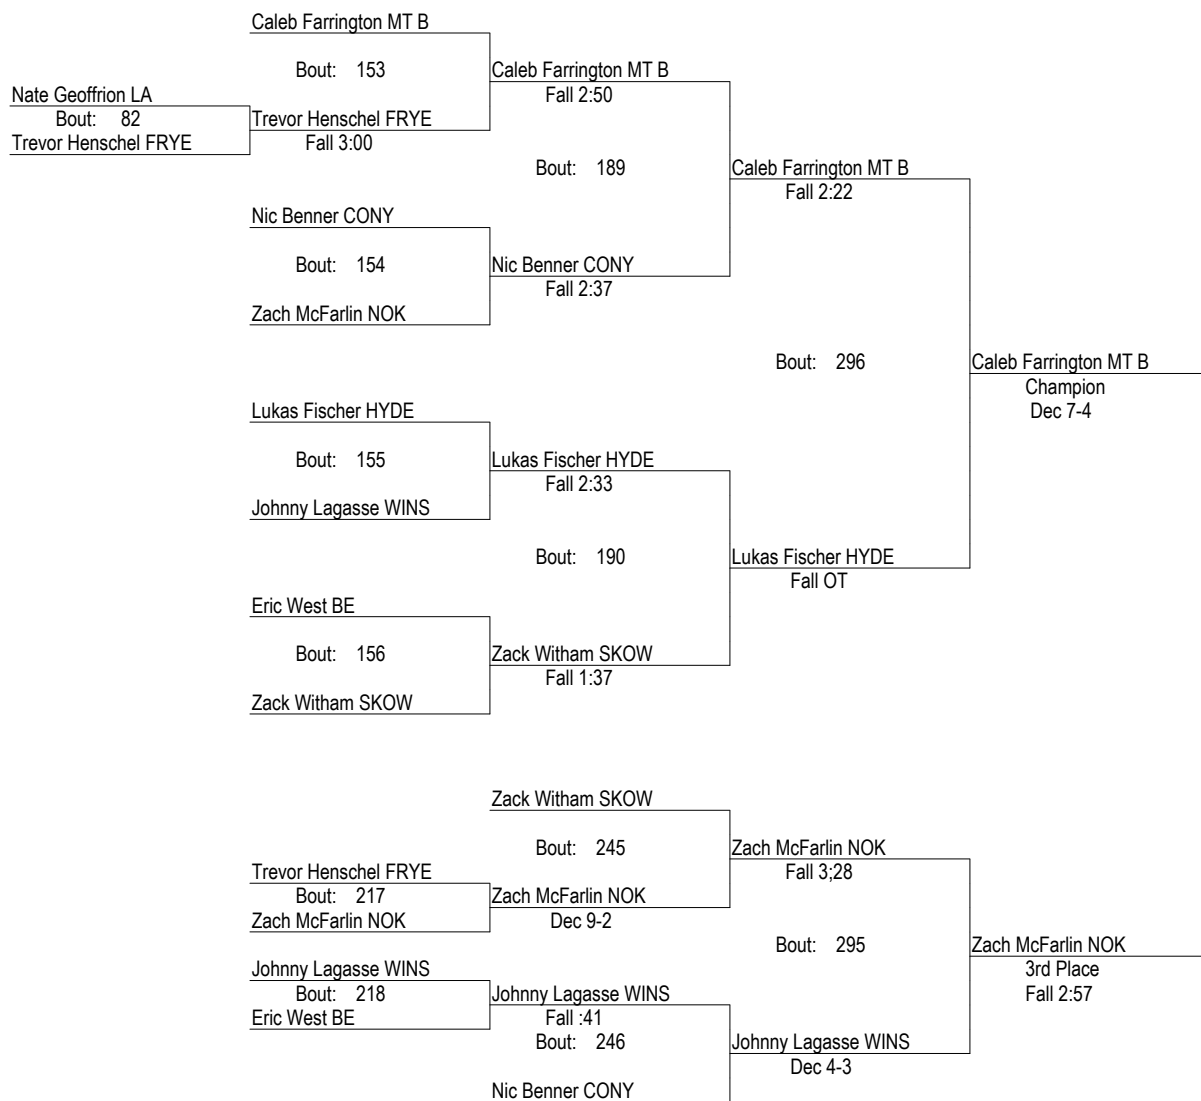 Caleb Farrington MT B
Bout: 153
Caleb Farrington MT B
Fall 2:50
Nate Geoffrion LA
Bout: 82
Trevor Henschel FRYE
Trevor Henschel FRYE
Fall 3:00
Bout: 189
Caleb Farrington MT B
Fall 2:22
Nic Benner CONY
Bout: 154
Nic Benner CONY
Fall 2:37
Zach McFarlin NOK
Bout: 296
Caleb Farrington MT B
Champion
Dec 7-4
Lukas Fischer HYDE
Bout: 155
Lukas Fischer HYDE
Fall 2:33
Johnny Lagasse WINS
Bout: 190
Lukas Fischer HYDE
Fall OT
Eric West BE
Bout: 156
Zack Witham SKOW
Fall 1:37
Zack Witham SKOW
Zack Witham SKOW
Bout: 245
Zach McFarlin NOK
Fall 3;28
Trevor Henschel FRYE
Bout: 217
Zach McFarlin NOK
Zach McFarlin NOK
Dec 9-2
Bout: 295
Zach McFarlin NOK
3rd Place
Fall 2:57
Johnny Lagasse WINS
Bout: 218
Eric West BE
Johnny Lagasse WINS
Fall :41
Bout: 246
Johnny Lagasse WINS
Dec 4-3
Nic Benner CONY